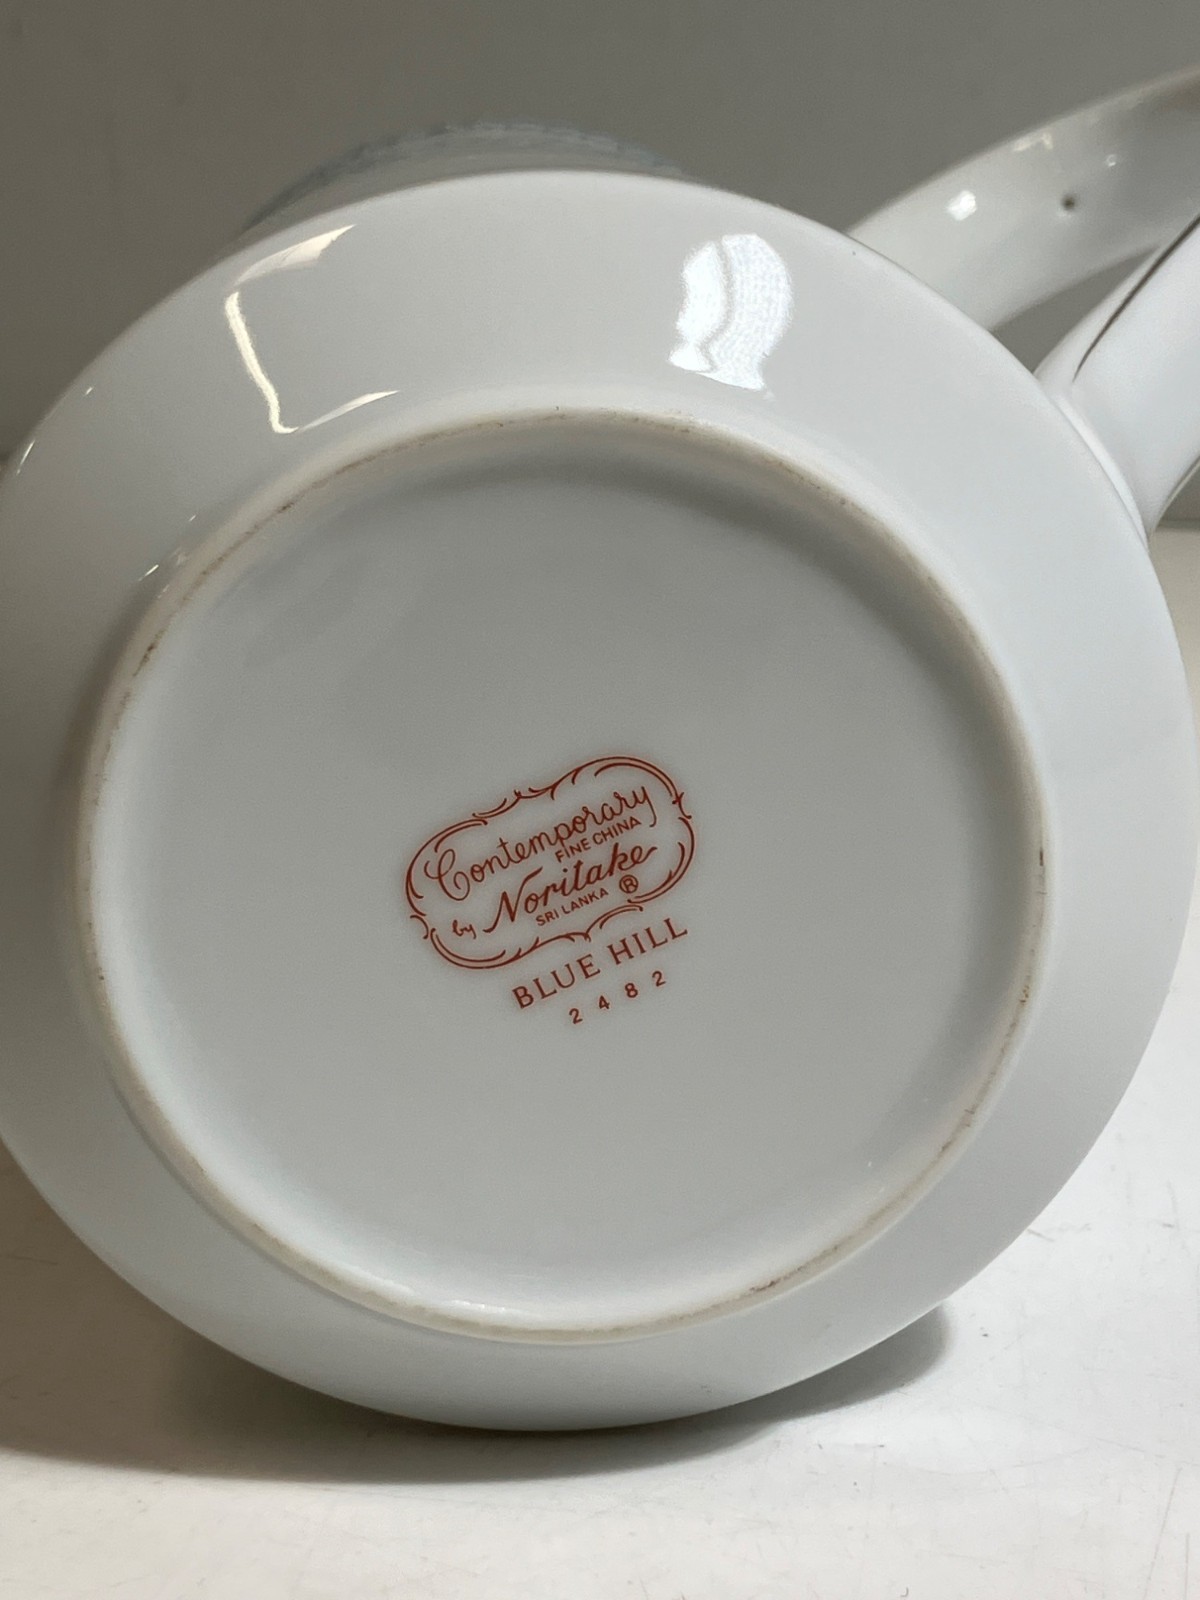 Contemporary
FINE CHINA
by Noritake ®
SRI LANKA
BLUE HILL
2482